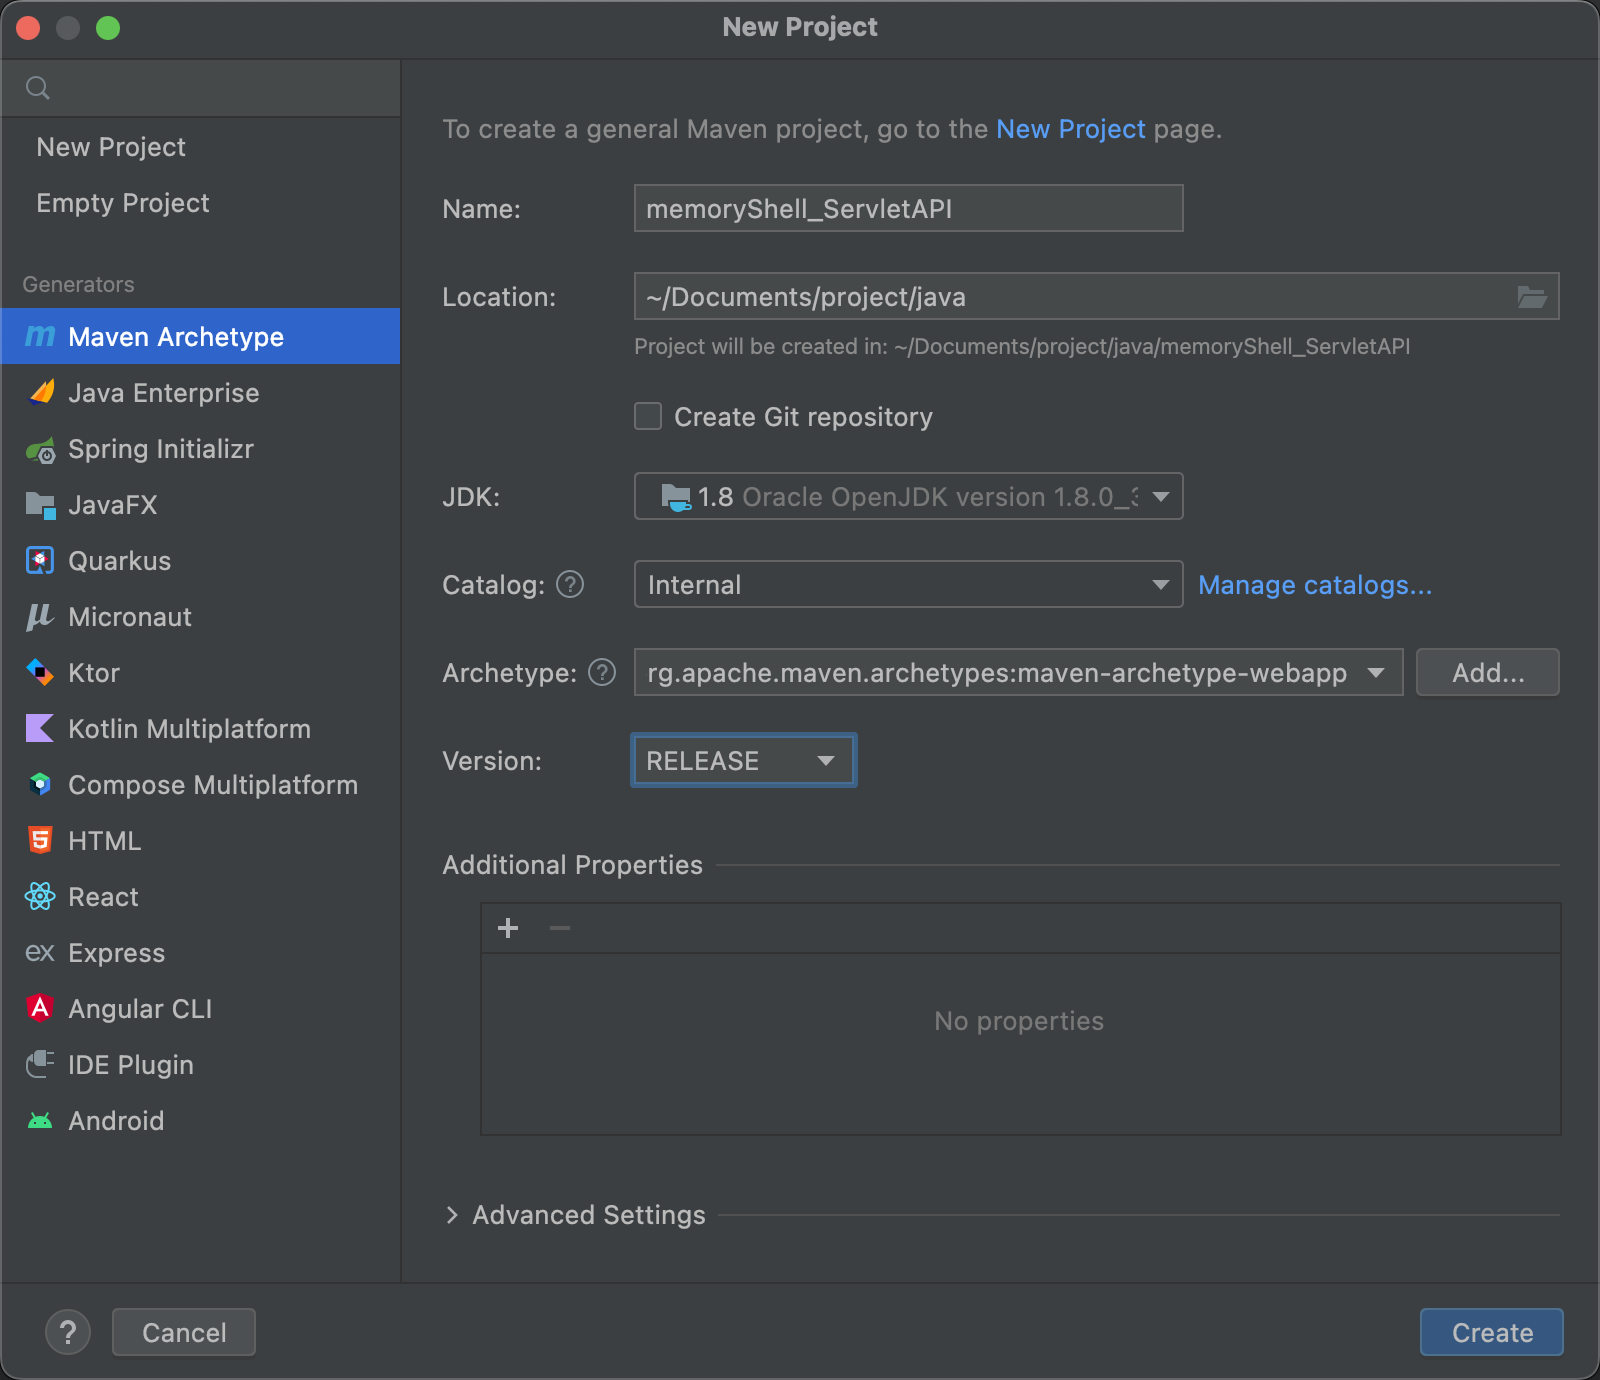 New Project
New Project
Empty Project
Generators
Maven Archetype
Java Enterprise
Spring Initializr
JavaFX
Quarkus
Micronaut
Ktor
Kotlin Multiplatform
Compose Multiplatform
HTML
React
ex Express
Angular CLI
IDE Plugin
Android
To create a general Maven project, go to the New Project page.
Name: memoryShell_ServletAPI
Location: ~/Documents/project/java
Project will be created in: ~/Documents/project/java/memoryShell_ServletAPI
Create Git repository
JDK: 1.8 Oracle OpenJDK version 1.8.0_3
Catalog: ? Internal Manage catalogs...
Archetype: ? rg.apache.maven.archetypes:maven-archetype-webapp Add...
Version: RELEASE
Additional Properties
No properties
Advanced Settings
? Cancel Create